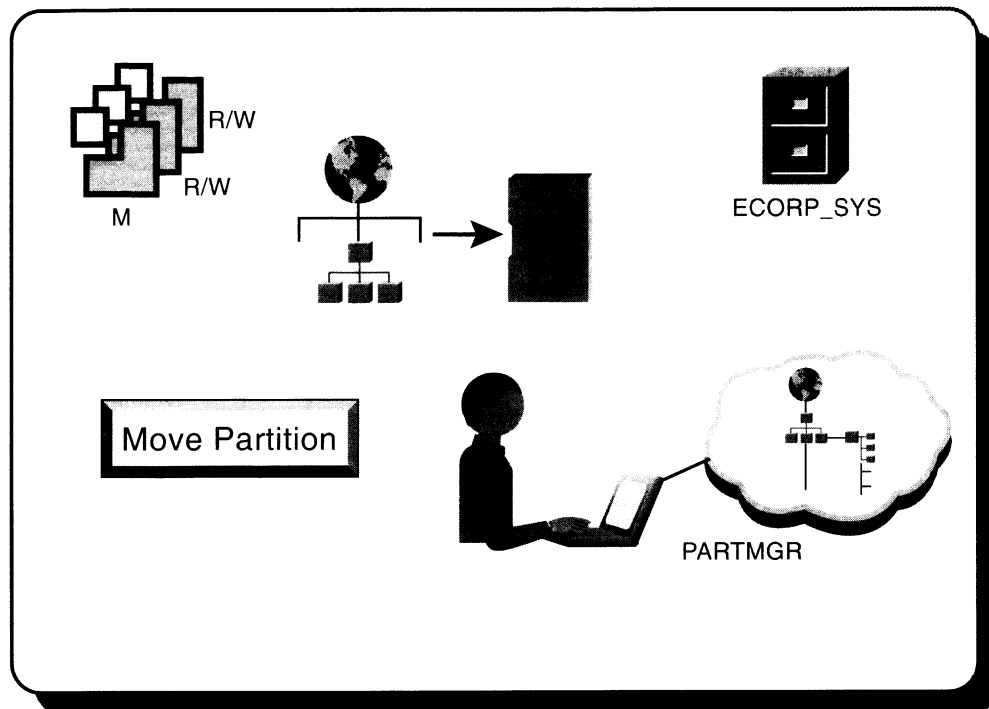 R/W
R/W
M
ECORP_SYS
Move Partition
PARTMGR